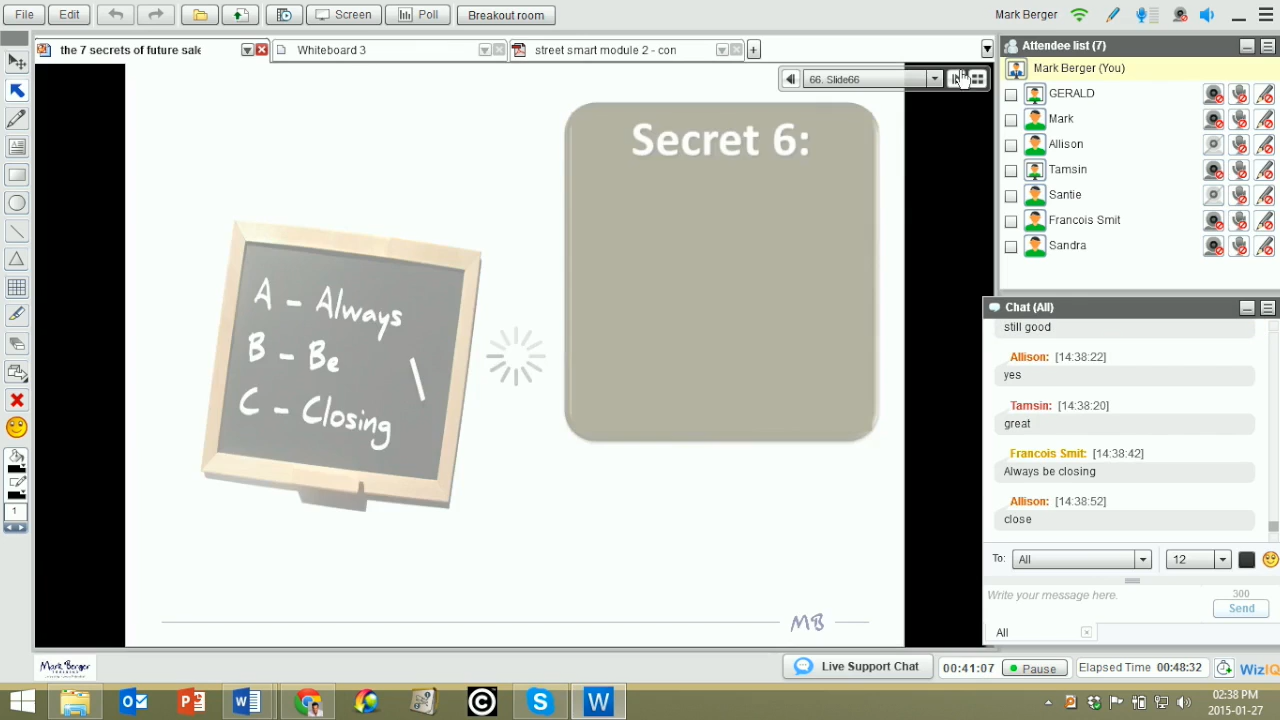 File
Edit
Screen
Poll
Breakout room
Mark Berger
the 7 secrets of future sale
Whiteboard 3
street smart module 2 - con
66. Slide66
Secret 6:
A - Always
B - Be
C - Closing
MB
Attendee list (7)
Mark Berger (You)
GERALD
Mark
Allison
Tamsin
Santie
Francois Smit
Sandra
Chat (All)
still good
Allison: [14:38:22]
yes
Tamsin: [14:38:20]
great
Francois Smit: [14:38:42]
Always be closing
Allison: [14:38:52]
close
To: All 12
Write your message here. 300
Send
All
1
Mark Berger
TRAINING
Live Support Chat
00:41:07 Pause Elapsed Time 00:48:32 WizIQ
02:38 PM
2015-01-27